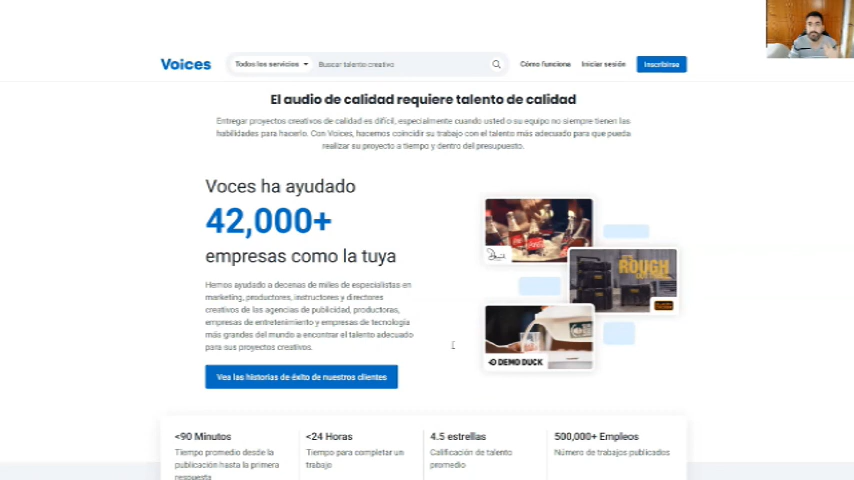 Voices
Todos los servicios
Buscar talento creativo
Cómo funciona
Iniciar sesión
Inscribirse
El audio de calidad requiere talento de calidad
Entregar proyectos creativos de calidad es difícil, especialmente cuando usted o su equipo no siempre tienen las
habilidades para hacerlo. Con Voices, hacemos coincidir su trabajo con el talento más adecuado para que pueda
realizar su proyecto a tiempo y dentro del presupuesto.
Voces ha ayudado
42,000+
empresas como la tuya
Hemos ayudado a decenas de miles de especialistas en
marketing, productores, instructores y directores
creativos de las agencias de publicidad, productoras,
empresas de entretenimiento y empresas de tecnología
más grandes del mundo a encontrar el talento adecuado
para sus proyectos creativos.
ROUGH
DEMO DUCK
Vea las historias de éxito de nuestros clientes
<90 Minutos
Tiempo promedio desde la
publicación hasta la primera
respuesta
<24 Horas
Tiempo para completar un
trabajo
4.5 estrellas
Calificación de talento
promedio
500,000+ Empleos
Número de trabajos publicados